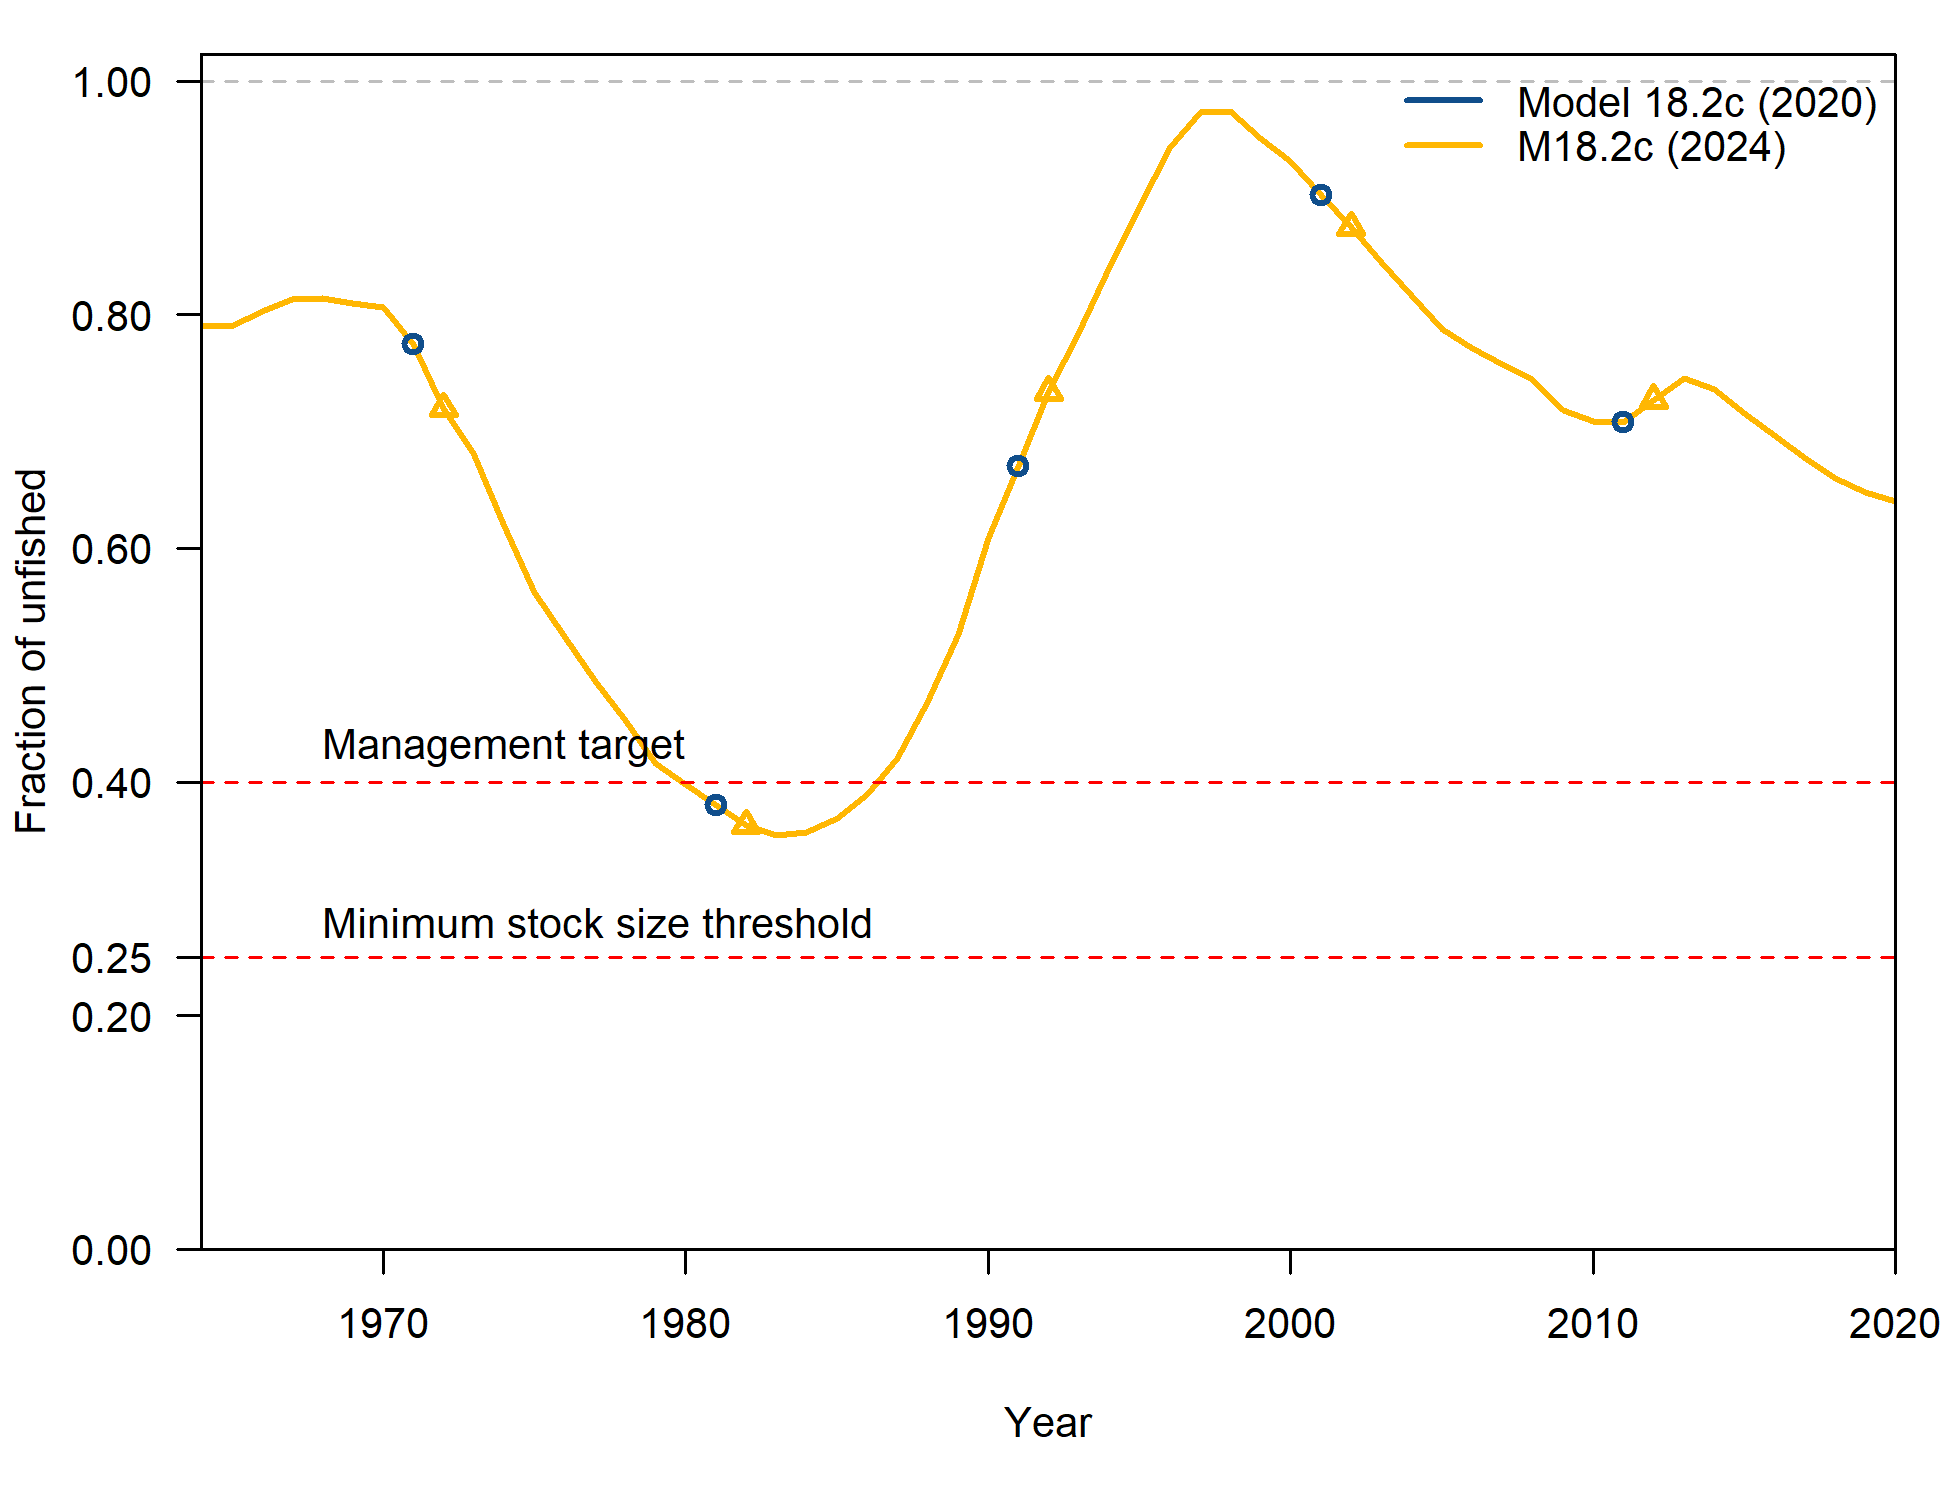 1.00
Model 18.2c (2020)
M18.2c (2024)
0.80
0.60
Fraction of unfished
Management target
0.40
Minimum stock size threshold
0.25
0.20
0.00
1970 1980 1990 2000 2010 2020
Year